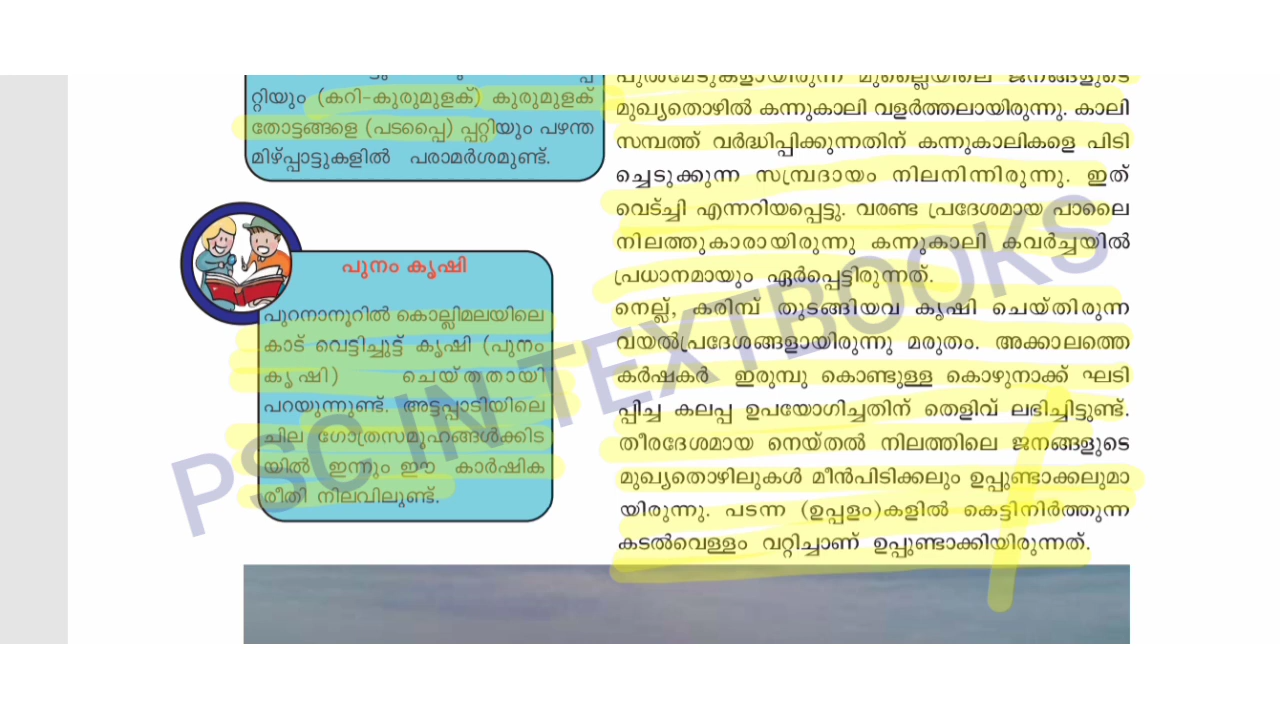 റ്റിയും (കറി-കുരുമുളക്) കുരുമുളക്
തോട്ടങ്ങളെ (പടപ്പൈ) പ്പറ്റിയും പഴന്ത
മിഴ്പ്പാട്ടുകളിൽ പരാമർശമുണ്ട്.
പുനം കൃഷി
പുറനാനൂറിൽ കൊല്ലിമലയിലെ
കാട് വെട്ടിച്ചുട്ട് കൃഷി (പുനം
കൃഷി) ചെയ്തതായി
പറയുന്നുണ്ട്. അട്ടപ്പാടിയിലെ
ചില ഗോത്രസമൂഹങ്ങൾക്കിട
യിൽ ഇന്നും ഈ കാർഷിക
രീതി നിലവിലുണ്ട്.
പുൽമേടുകളായിരുന്ന മുല്ലൈയിലെ ജനങ്ങളുടെ
മുഖ്യതൊഴിൽ കന്നുകാലി വളർത്തലായിരുന്നു. കാലി
സമ്പത്ത് വർദ്ധിപ്പിക്കുന്നതിന് കന്നുകാലികളെ പിടി
ച്ചെടുക്കുന്ന സമ്പ്രദായം നിലനിന്നിരുന്നു. ഇത്
വെട്ച്ചി എന്നറിയപ്പെട്ടു. വരണ്ട പ്രദേശമായ പാലൈ
നിലത്തുകാരായിരുന്നു കന്നുകാലി കവർച്ചയിൽ
പ്രധാനമായും ഏർപ്പെട്ടിരുന്നത്.
നെല്ല്, കരിമ്പ് തുടങ്ങിയവ കൃഷി ചെയ്തിരുന്ന
വയൽപ്രദേശങ്ങളായിരുന്നു മരുതം. അക്കാലത്തെ
കർഷകർ ഇരുമ്പു കൊണ്ടുള്ള കൊഴുനാക്ക് ഘടി
പ്പിച്ച കലപ്പ ഉപയോഗിച്ചതിന് തെളിവ് ലഭിച്ചിട്ടുണ്ട്.
തീരദേശമായ നെയ്തൽ നിലത്തിലെ ജനങ്ങളുടെ
മുഖ്യതൊഴിലുകൾ മീൻപിടിക്കലും ഉപ്പുണ്ടാക്കലുമാ
യിരുന്നു. പടന്ന (ഉപ്പളം)കളിൽ കെട്ടിനിർത്തുന്ന
കടൽവെള്ളം വറ്റിച്ചാണ് ഉപ്പുണ്ടാക്കിയിരുന്നത്.
PSC IN TEXTBOOKS